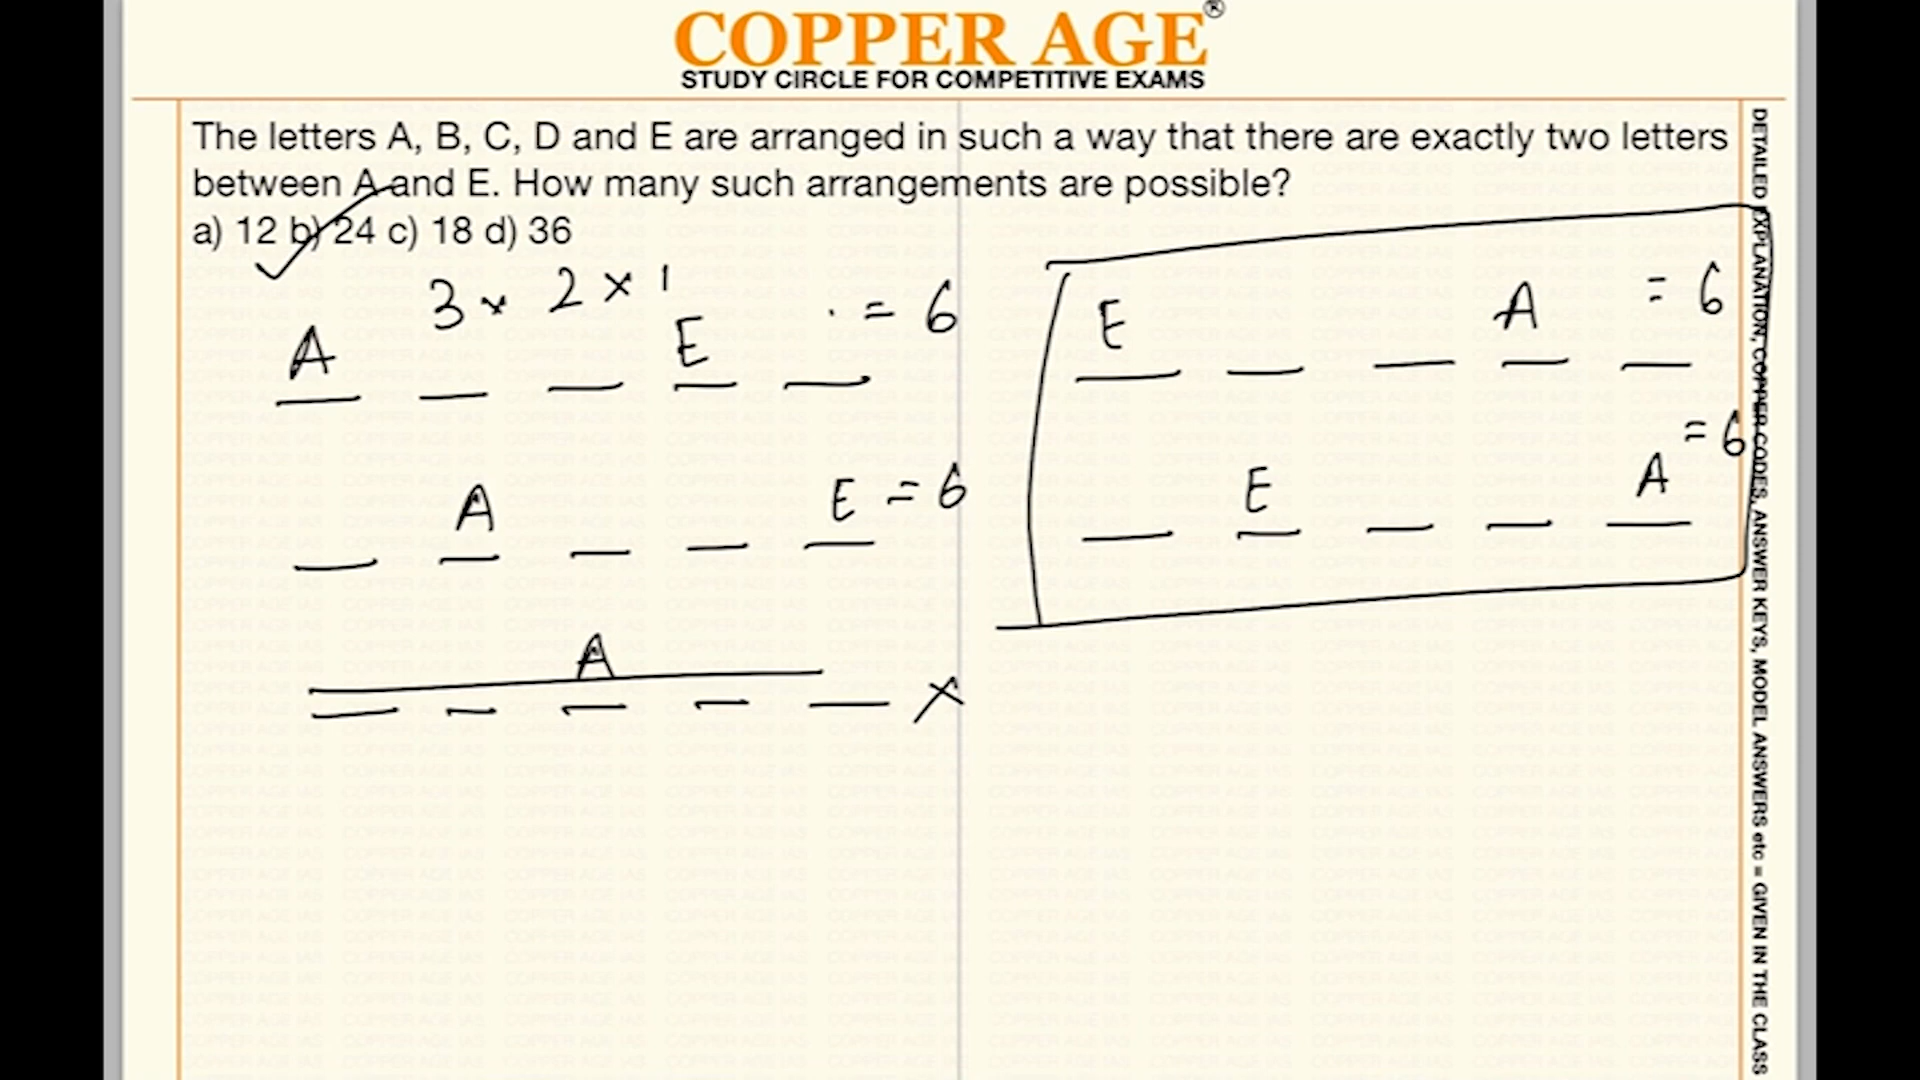 COPPER AGE®
STUDY CIRCLE FOR COMPETITIVE EXAMS
The letters A, B, C, D and E are arranged in such a way that there are exactly two letters
between A and E. How many such arrangements are possible?
a) 12 b) 24 c) 18 d) 36
3 × 2 × 1
A E = 6
A E = 6
A ×
E A = 6
= 6
E A
DETAILED EXPLANATION, COPPER CODES, ANSWER KEYS, MODEL ANSWERS etc = GIVEN IN THE CLASS